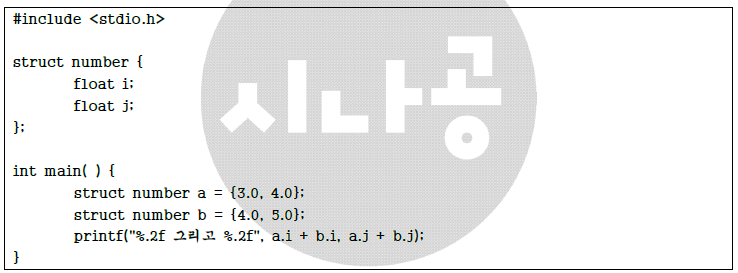 #include <stdio.h>
struct number {
float i;
float j;
};
int main( ) {
struct number a = {3.0, 4.0};
struct number b = {4.0, 5.0};
printf("%.2f 그리고 %.2f", a.i + b.i, a.j + b.j);
}
시나공